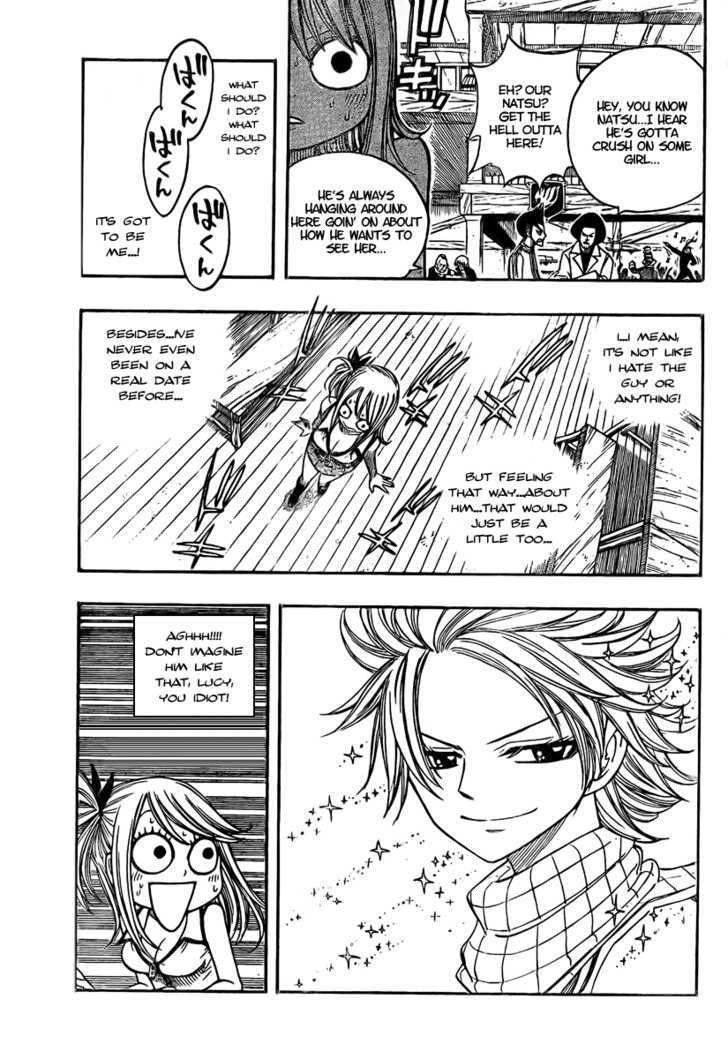 HEY, YOU KNOW
NATSU...I HEAR
HE'S GOTTA
CRUSH ON SOME
GIRL...
EH? OUR
NATSU?
GET THE
HELL OUTTA
HERE!
HE'S ALWAYS
HANGING AROUND
HERE GOIN' ON ABOUT
HOW HE WANTS TO
SEE HER...
WHAT
SHOULD
I DO?
WHAT
SHOULD
I DO?
ばくん
ばくん
ばくん
IT'S GOT
TO BE
ME...!
I...I MEAN,
IT'S NOT LIKE
I HATE THE
GUY OR
ANYTHING!
BESIDES...I'VE
NEVER EVEN
BEEN ON A
REAL DATE
BEFORE...
BUT FEELING
THAT WAY...ABOUT
HIM...THAT WOULD
JUST BE A
LITTLE TOO...
AGHHH!!!!
DON'T IMAGINE
HIM LIKE
THAT, LUCY,
YOU IDIOT!